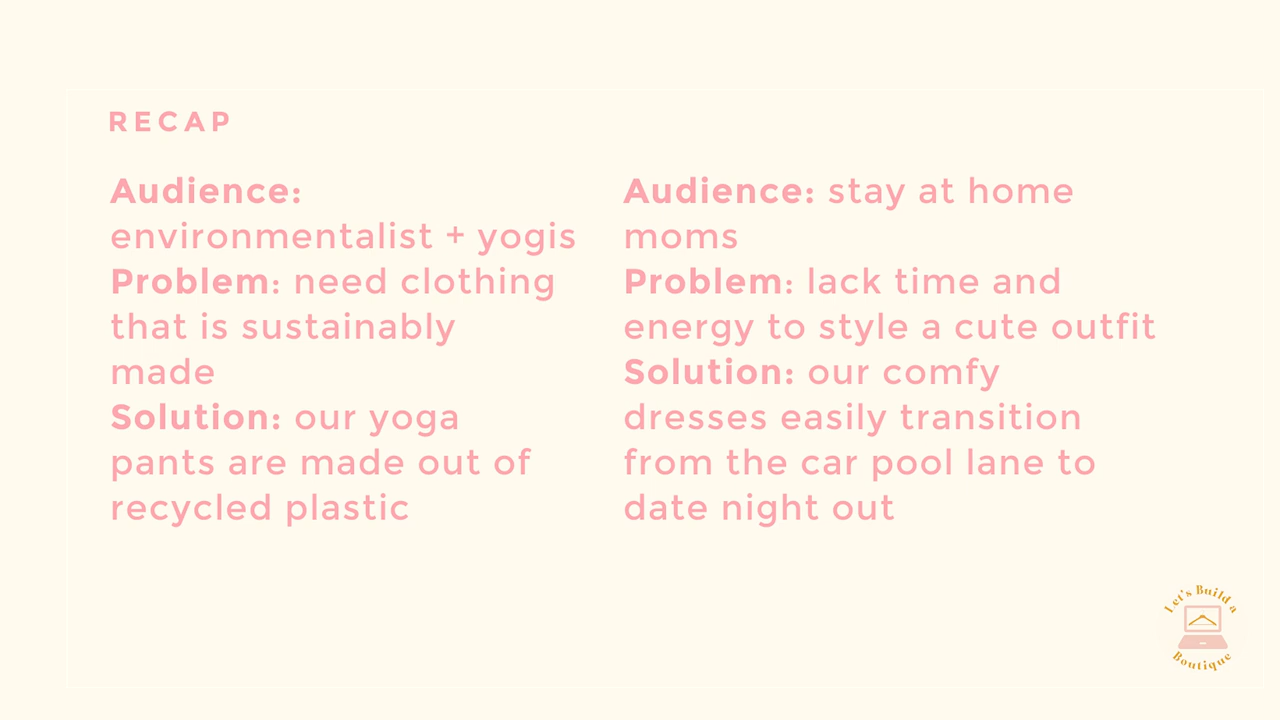 RECAP
Audience:
environmentalist + yogis
Problem: need clothing
that is sustainably
made
Solution: our yoga
pants are made out of
recycled plastic
Audience: stay at home
moms
Problem: lack time and
energy to style a cute outfit
Solution: our comfy
dresses easily transition
from the car pool lane to
date night out
Let's Build a
Boutique